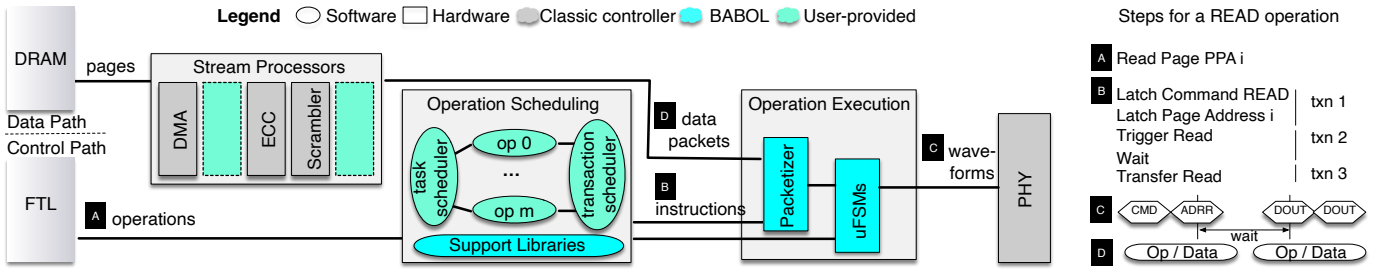 Legend Software Hardware Classic controller BABOL User-provided
DRAM
pages
Data Path
Control Path
FTL
A operations
Stream Processors
DMA
ECC
Scrambler
Operation Scheduling
task scheduler
op 0
...
op m
transaction scheduler
Support Libraries
D data
packets
B
instructions
Operation Execution
Packetizer
uFSMs
C wave-
forms
PHY
Steps for a READ operation
A Read Page PPA i
B Latch Command READ
Latch Page Address i
txn 1
Trigger Read
txn 2
Wait
Transfer Read
txn 3
C CMD ADRR DOUT DOUT
wait
D Op / Data Op / Data